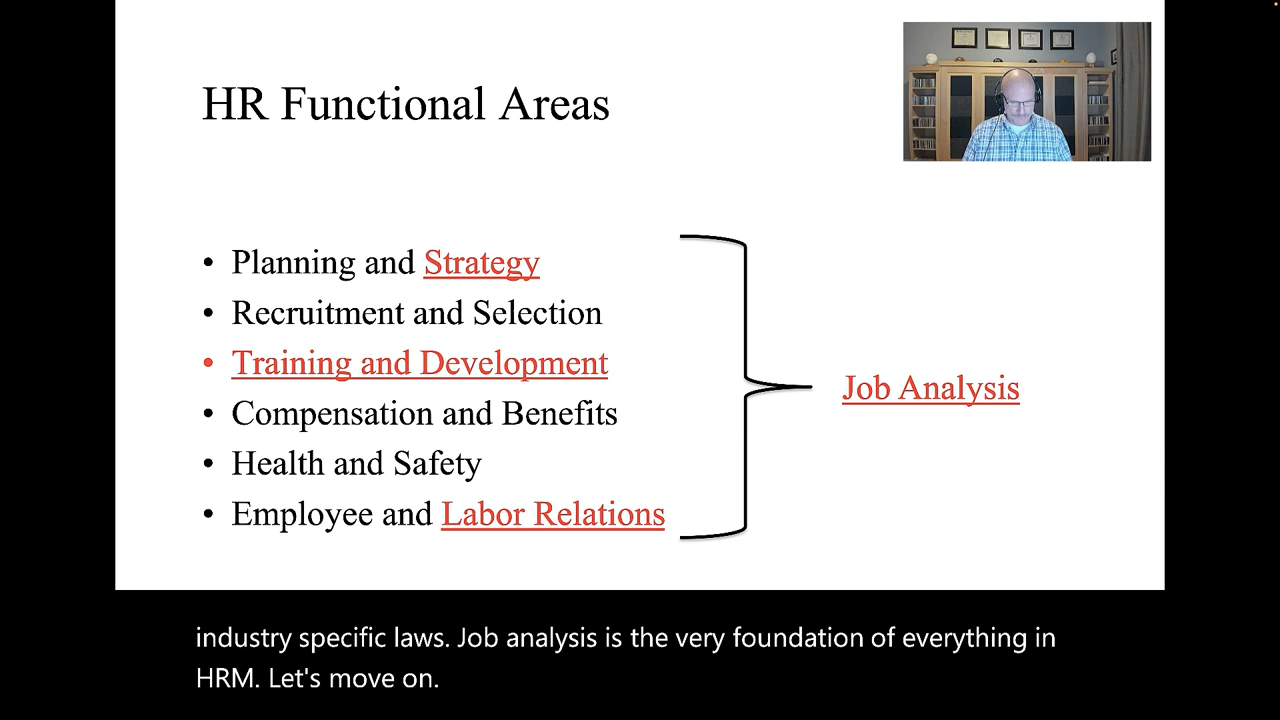 HR Functional Areas
• Planning and Strategy
• Recruitment and Selection
• Training and Development
• Compensation and Benefits
• Health and Safety
• Employee and Labor Relations
Job Analysis
industry specific laws. Job analysis is the very foundation of everything in
HRM. Let's move on.